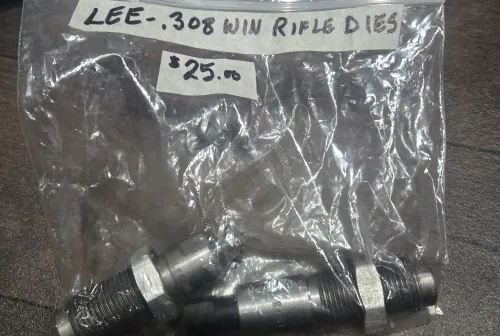 LEE-.308 WIN RIFLE DIES
$25.00